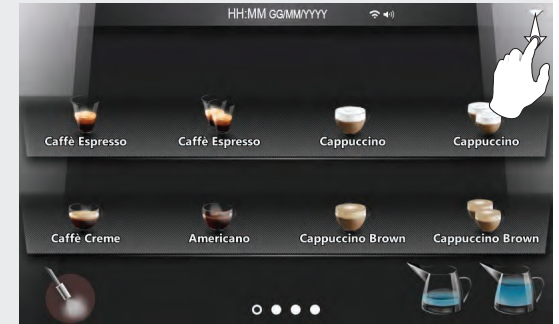 HH:MM GG/MM/YYYY
Caffè Espresso Caffè Espresso Cappuccino Cappuccino
Caffè Creme Americano Cappuccino Brown Cappuccino Brown